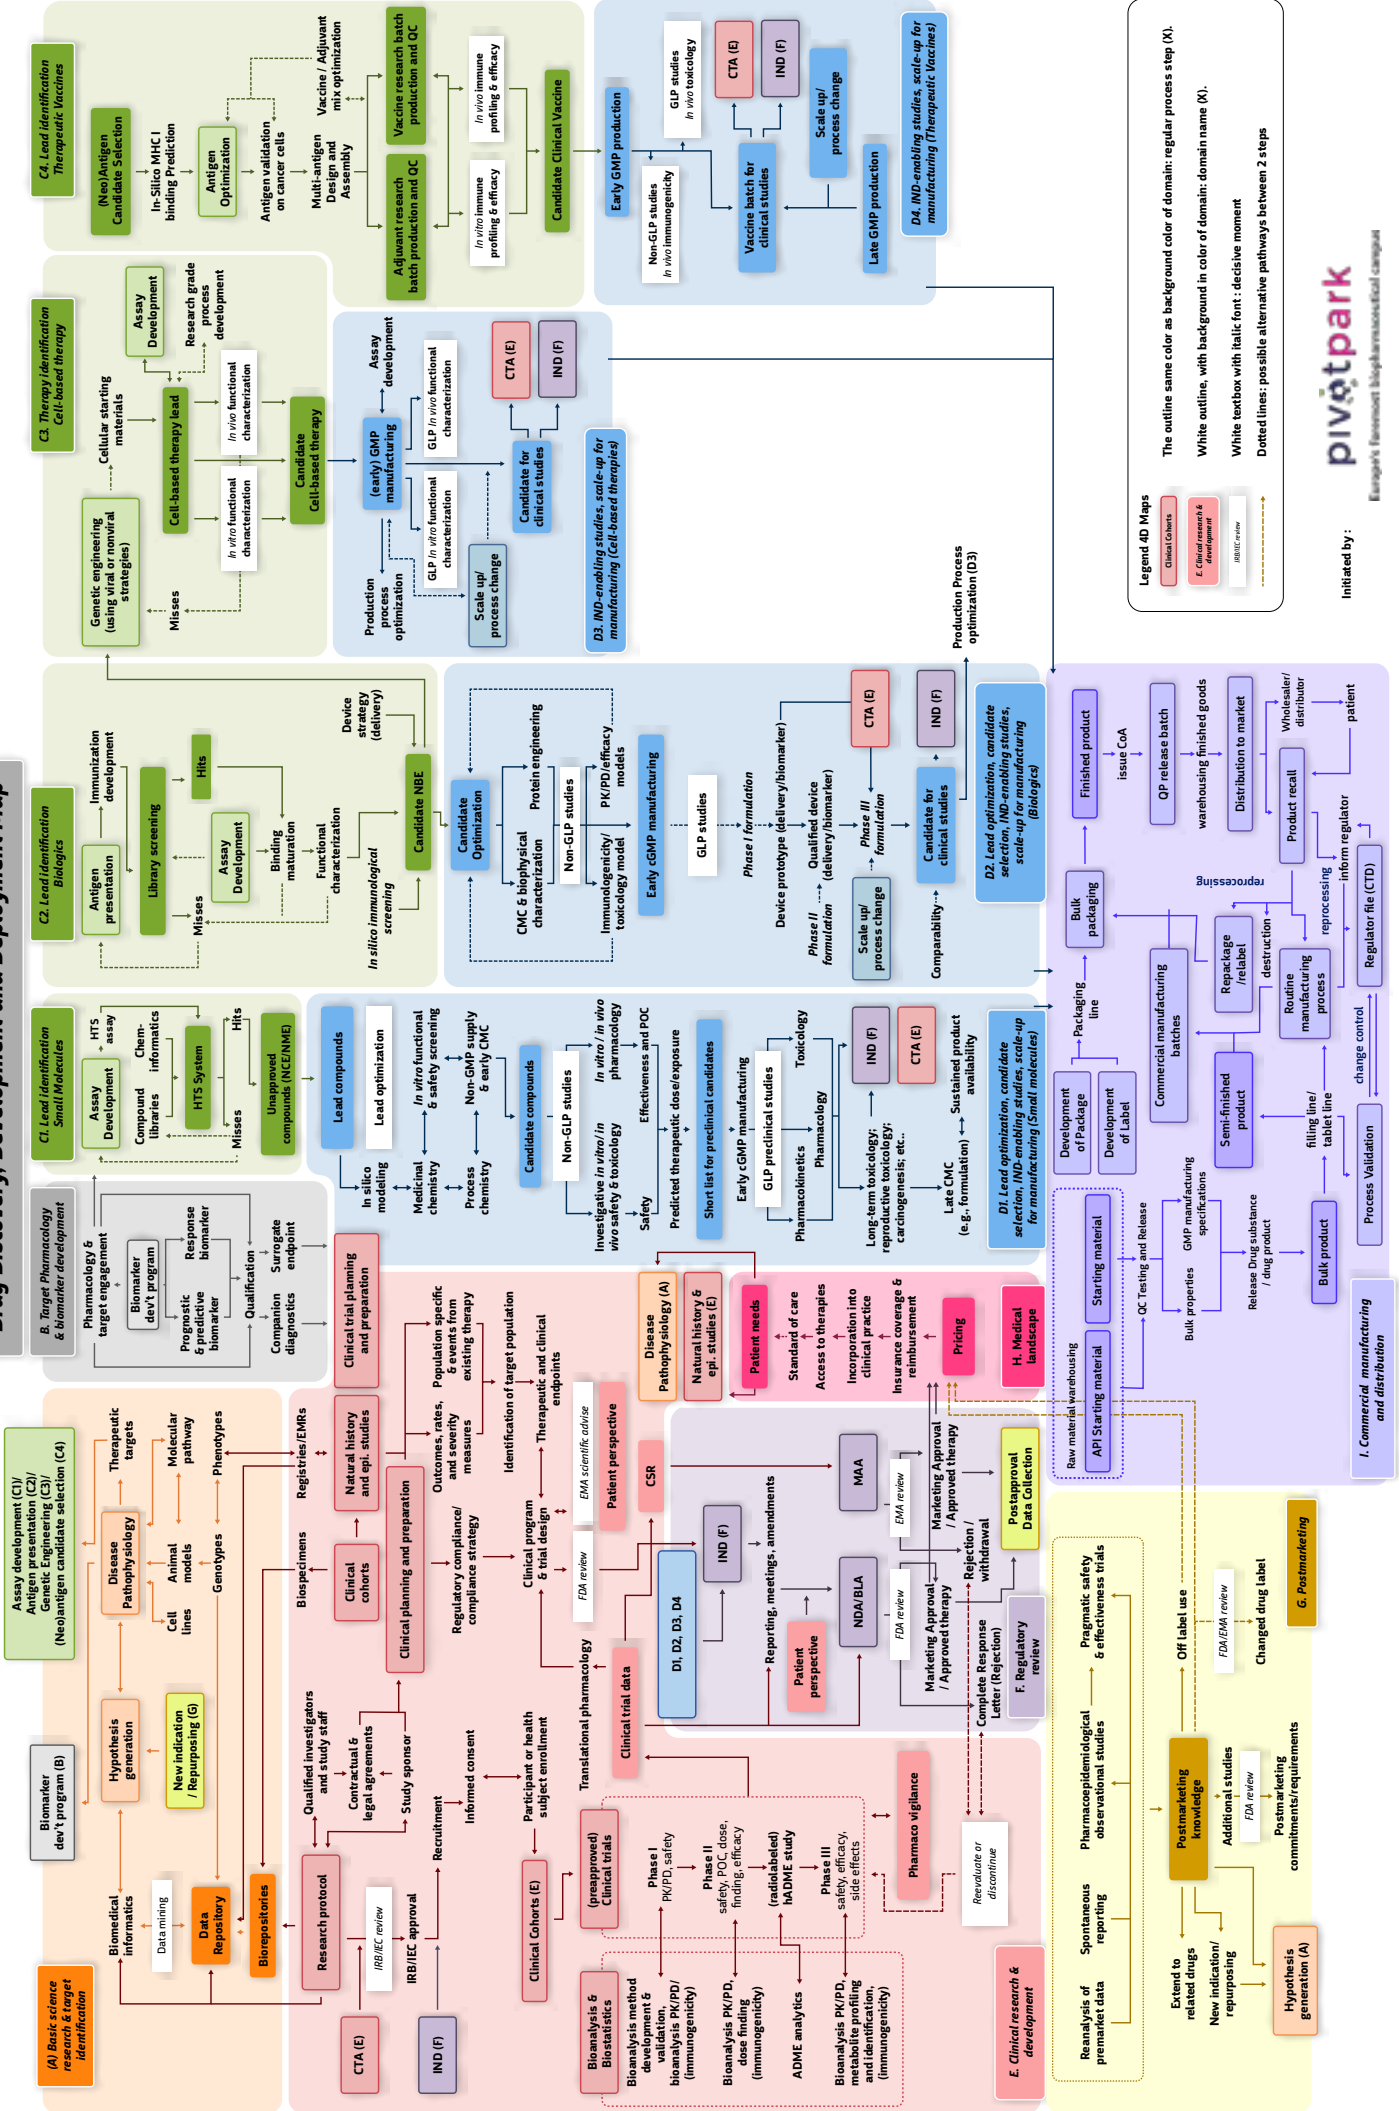 (A) Basic science
research & target
identification
Biomarker
dev't program (B)
Assay development (C1)/
Antigen presentation (C2)/
Genetic Engineering (C3)/
(Neo)antigen candidate selection (C4)
Biomedical
informatics
Data mining
Data
Repository
Biorepositories
Hypothesis
generation
New indication
/ Repurposing (G)
Disease
Pathophysiology
Therapeutic
targets
Cell
lines
Animal
models
Molecular
pathway
Genotypes
Phenotypes
B. Target Pharmacology
& biomarker development
Pharmacology &
target engagement
Biomarker
dev't program
Prognostic
& predictive
biomarker
Response
biomarker
Qualification
Companion
diagnostics
Surrogate
endpoint
C1. Lead identification
Small Molecules
Assay
Development
HTS
assay
Compound
libraries
Chem-
informatics
HTS System
Misses
Hits
Unapproved
compounds (NCE/NME)
C2. Lead identification
Biologics
Antigen
presentation
Immunization
development
Library screening
Misses
Hits
Assay
Development
Binding
maturation
Functional
characterization
In silico immunological
screening
Device
strategy
(delivery)
Candidate NBE
C3. Therapy identification
Cell-based therapy
Genetic engineering
(using viral or nonviral
strategies)
Cellular starting
materials
Assay
Development
Misses
Cell-based therapy lead
Research grade
process
development
In vitro functional
characterization
In vivo functional
characterization
Candidate
Cell-based therapy
C4. Lead identification
Therapeutic Vaccines
(Neo)Antigen
Candidate Selection
In-Silico MHC I
binding Prediction
Antigen
Optimization
Antigen validation
on cancer cells
Multi-antigen
Design and
Assembly
Vaccine / Adjuvant
mix optimization
Adjuvant research
batch production and QC
Vaccine research batch
production and QC
In vitro immune
profiling & efficacy
In vivo immune
profiling & efficacy
Candidate Clinical Vaccine
Early GMP production
Non-GLP studies
In vivo immunogenicity
GLP studies
In vivo toxicology
Vaccine batch for
clinical studies
CTA (E)
IND (F)
Scale up/
process change
Late GMP production
D4. IND-enabling studies, scale-up for
manufacturing (Therapeutic Vaccines)
Production
process
optimization
(early) GMP
manufacturing
Assay
development
GLP In vitro functional
characterization
GLP In vivo functional
characterization
Scale up/
process change
Candidate for
clinical studies
CTA (E)
IND (F)
D3. IND-enabling studies, scale-up for
manufacturing (Cell-based therapies)
Candidate
Optimization
CMC & biophysical
characterization
Protein engineering
Non-GLP studies
Immunologenicity/
toxicology model
PK/PD/efficacy
models
Early cGMP manufacturing
GLP studies
Phase I formulation
Device prototype (delivery/biomarker)
Phase II
formulation
Qualified device
(delivery/biomarker)
Scale up/
process change
Phase III
formulation
CTA (E)
Comparability
Candidate for
clinical studies
IND (F)
Production Process
optimization (D3)
D2. Lead optimization, candidate
selection, IND-enabling studies,
scale-up for manufacturing
(Biologics)
Lead compounds
Lead optimization
In silico
modeling
Medicinal
chemistry
Process
chemistry
In vitro functional
& safety screening
Non-GMP supply
& early CMC
Candidate compounds
Non-GLP studies
Investigative in vitro/ in
vivo safety & toxicology
In vitro / in vivo
pharmacology
Safety
Effectiveness and POC
Predicted therapeutic dose/exposure
Short list for preclinical candidates
Early cGMP manufacturing
GLP preclinical studies
Pharmacokinetics
Pharmacology
Toxicology
Long-term toxicology;
reproductive toxicology;
carcinogenesis; etc..
IND (F)
CTA (E)
Late CMC
(e.g., formulation)
Sustained product
availability
D1. Lead optimization, candidate
selection, IND-enabling studies, scale-up
for manufacturing (Small molecules)
Registries/EMRs
Biospecimens
Clinical
cohorts
Natural history
and epi. studies
Clinical trial planning
and preparation
Clinical planning and preparation
Outcomes, rates,
and severity
measures
Population specific
& events from
existing therapy
Identification of target population
Regulatory compliance/
compliance strategy
Clinical program
& trial design
Therapeutic and clinical
endpoints
FDA review
EMA scientific advise
Patient perspective
Research protocol
Qualified investigators
and study staff
Contractual &
legal agreements
Study sponsor
CTA (E)
IND (F)
IRB/IEC review
IRB/IEC approval
Recruitment
Informed consent
Participant or health
subject enrollment
Clinical Cohorts (E)
Translational pharmacology
Clinical trial data
CSR
Bioanalysis &
Biostatistics
Bioanalysis method
development &
validation,
bioanalysis PK/PD/
(immunogenicity)
Bioanalysis PK/PD,
dose finding
(immunogenicity)
ADME analytics
Bioanalysis PK/PD,
metabolite profiling
and identification,
(immunogenicity)
(preapproved)
Clinical trials
Phase I
PK/PD, safety
Phase II
safety, POC, dose,
finding, efficacy
(radiolabeled)
hADME study
Phase III
safety, efficacy,
side effects
Pharmaco vigilance
Reevaluate or
discontinue
E. Clinical research &
development
D1, D2, D3, D4
IND (F)
Reporting, meetings, amendments
Patient
perspective
NDA/BLA
MAA
FDA review
EMA review
Marketing Approval
/ Approved therapy
Marketing Approval
/ Approved therapy
Complete Response
Letter (Rejection)
Rejection /
withdrawal
Postapproval
Data Collection
F. Regulatory
review
Disease
Pathophysiology (A)
Natural history &
epi. studies (E)
Patient needs
Standard of care
Access to therapies
Incorporation into
clinical practice
Insurance coverage &
reimbursement
Pricing
H. Medical
landscape
Reanalysis of
premarket data
Spontaneous
reporting
Pharmacoepidemiological
observational studies
Pragmatic safety
& effectiveness trials
Postmarketing
knowledge
Extend to
related drugs
New indication/
repurposing
Hypothesis
generation (A)
Additional studies
FDA review
Postmarketing
commitments/requirements
Off label use
FDA/EMA review
Changed drug label
G. Postmarketing
Raw material warehousing
API Starting material
Starting material
QC Testing and Release
Bulk properties
GMP manufacturing
specifications
Release Drug substance
/ drug product
Bulk product
Development
of Package
Development
of Label
Packaging
line
Bulk
packaging
Finished product
issue CoA
QP release batch
warehousing finished goods
Distribution to market
Wholesaler/
distributor
patient
Product recall
Commercial manufacturing
batches
Semi-finished
product
Repackage
/relabel
reprocessing
destruction
Routine
manufacturing
process
reprocessing
inform regulator
filling line/
tablet line
Process Validation
change control
Regulator file (CTD)
I. Commercial manufacturing
and distribution
Legend 4D Maps
Clinical Cohorts
The outline same color as background color of domain: regular process step (X).
E. Clinical research &
development
White outline, with background in color of domain: domain name (X).
IRB/IEC review
White textbox with italic font : decisive moment
Dotted lines: possible alternative pathways between 2 steps
Initiated by :
pivotpark
Europe's foremost biopharmaceutical campus